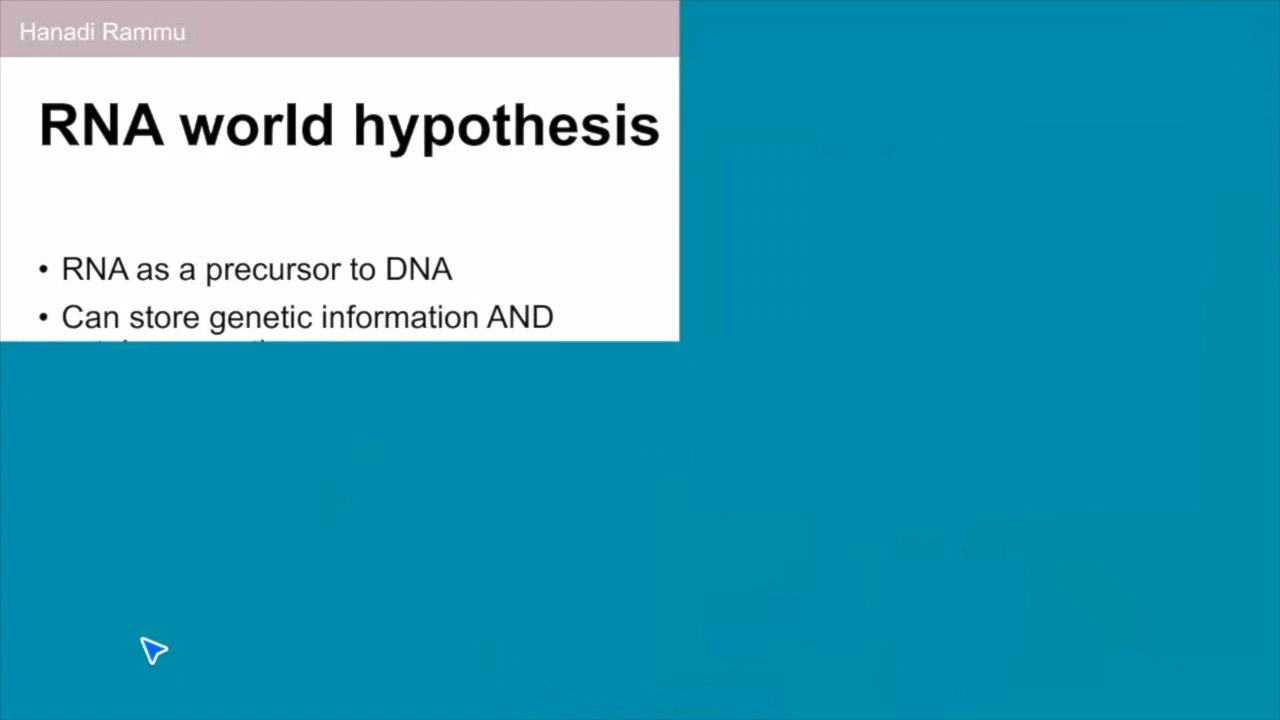 Hanadi Rammu
RNA world hypothesis
• RNA as a precursor to DNA
• Can store genetic information AND